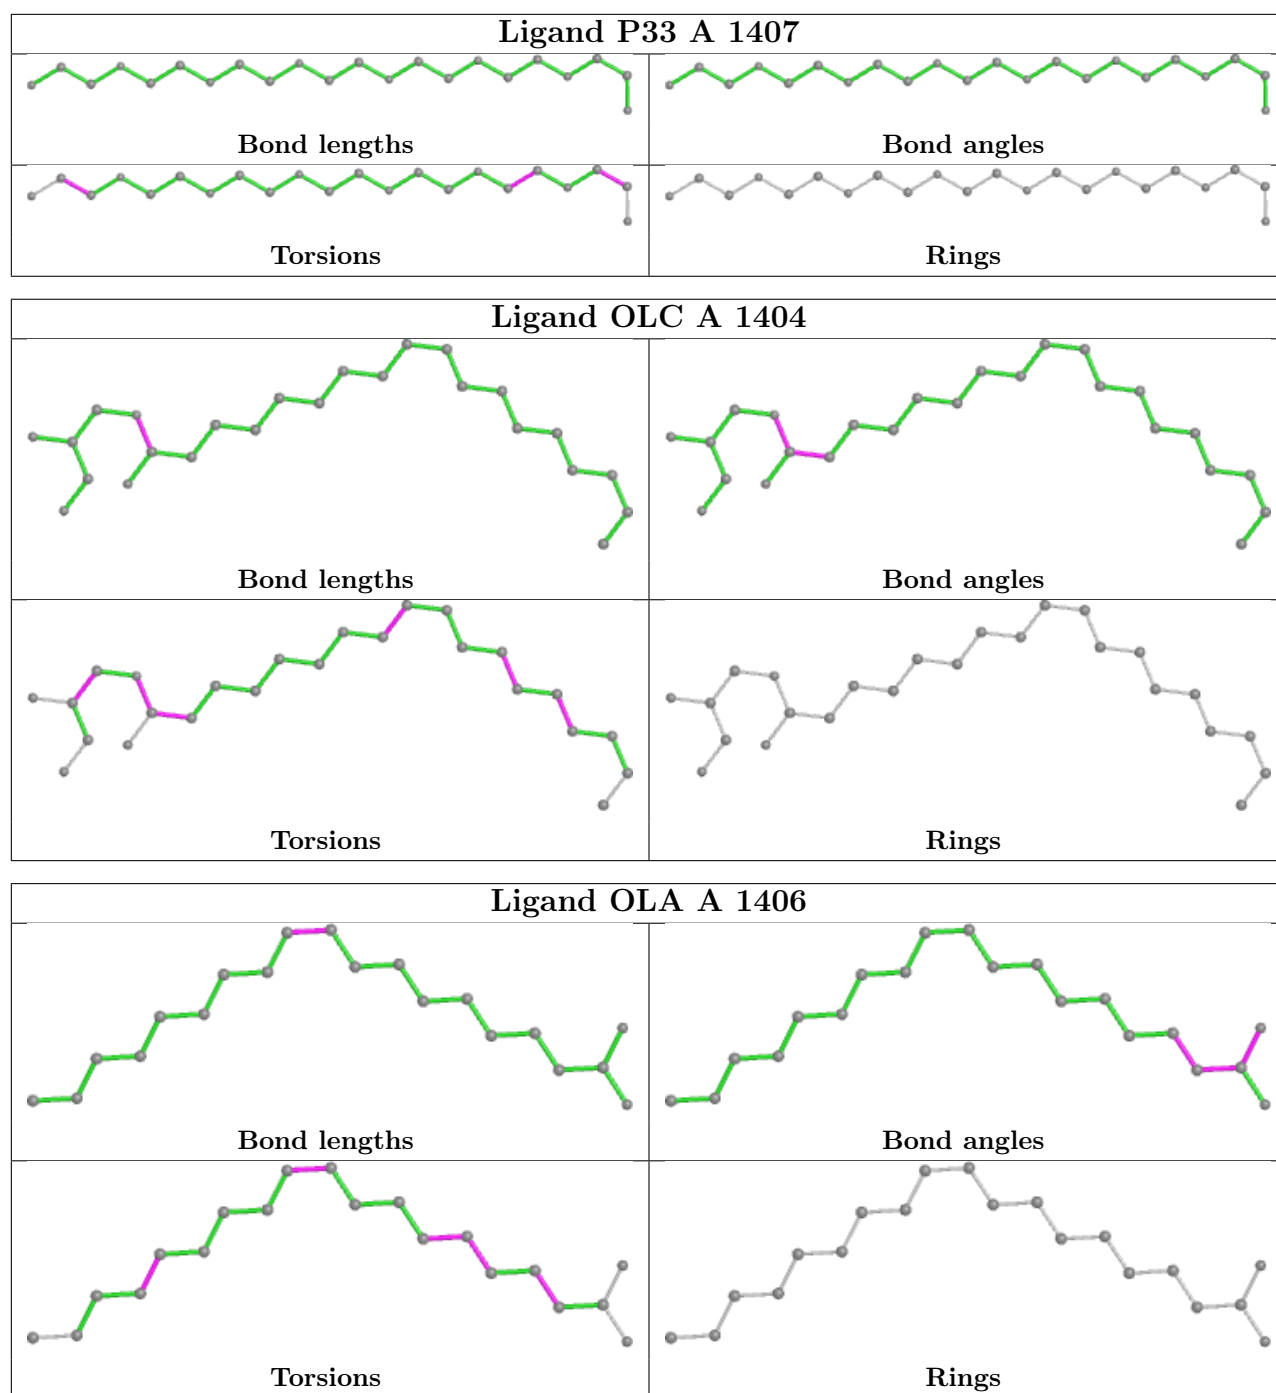 Ligand P33 A 1407
Bond lengths
Bond angles
Torsions
Rings
Ligand OLC A 1404
Bond lengths
Bond angles
Torsions
Rings
Ligand OLA A 1406
Bond lengths
Bond angles
Torsions
Rings